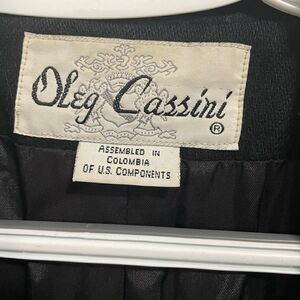 Oleg Cassini ®
ASSEMBLED IN
COLOMBIA
OF U.S. COMPONENTS